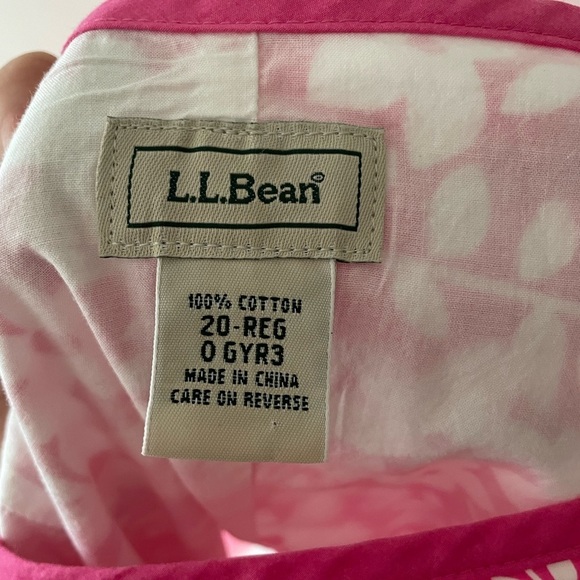 L.L.Bean®
100% COTTON
20-REG
0 GYR3
MADE IN CHINA
CARE ON REVERSE